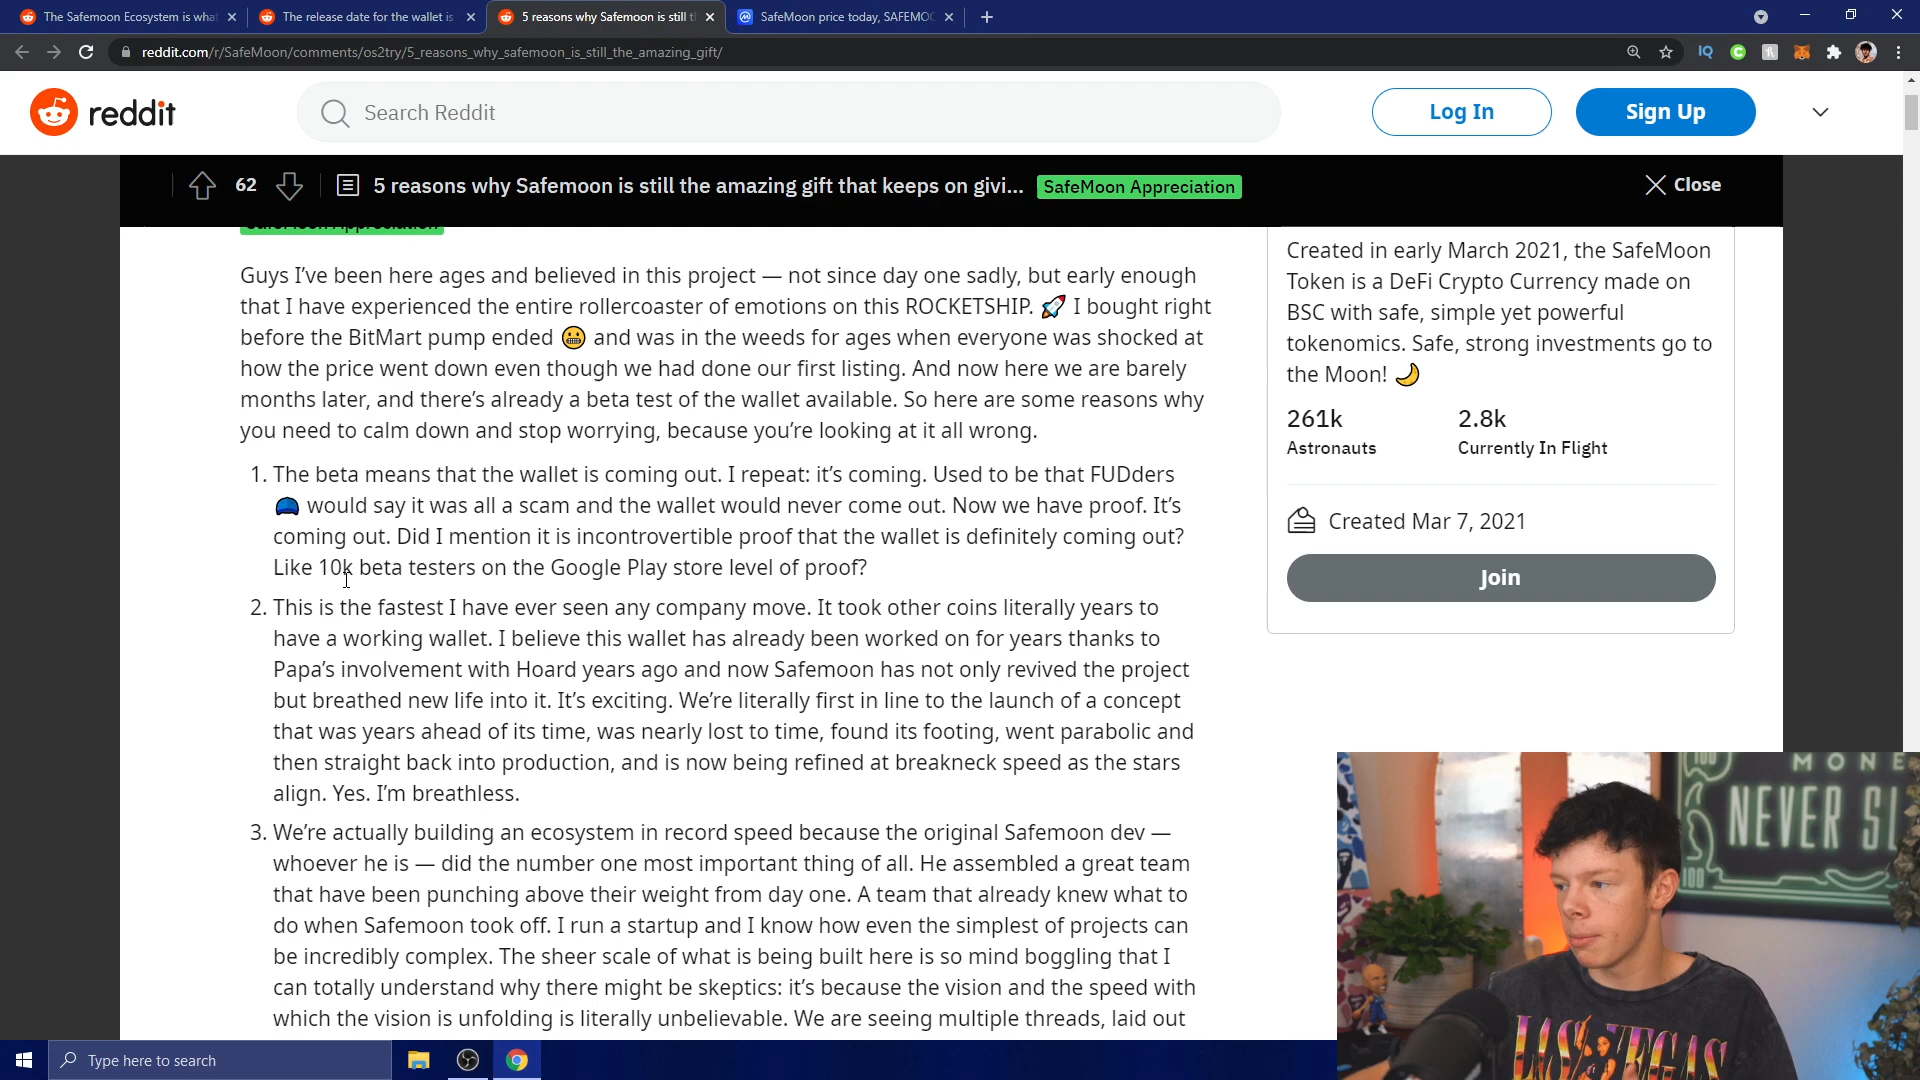 The Safemoon Ecosystem is what
The release date for the wallet is
5 reasons why Safemoon is still t
SafeMoon price today, SAFEMOO
reddit.com/r/SafeMoon/comments/os2try/5_reasons_why_safemoon_is_still_the_amazing_gift/
reddit
Search Reddit
Log In
Sign Up
62
5 reasons why Safemoon is still the amazing gift that keeps on givi...
SafeMoon Appreciation
Close
SafeMoon Appreciation
Guys I’ve been here ages and believed in this project — not since day one sadly, but early enough
that I have experienced the entire rollercoaster of emotions on this ROCKETSHIP. 🚀 I bought right
before the BitMart pump ended 😬 and was in the weeds for ages when everyone was shocked at
how the price went down even though we had done our first listing. And now here we are barely
months later, and there’s already a beta test of the wallet available. So here are some reasons why
you need to calm down and stop worrying, because you’re looking at it all wrong.
1. The beta means that the wallet is coming out. I repeat: it’s coming. Used to be that FUDders
🧢 would say it was all a scam and the wallet would never come out. Now we have proof. It’s
coming out. Did I mention it is incontrovertible proof that the wallet is definitely coming out?
Like 10k beta testers on the Google Play store level of proof?
2. This is the fastest I have ever seen any company move. It took other coins literally years to
have a working wallet. I believe this wallet has already been worked on for years thanks to
Papa’s involvement with Hoard years ago and now Safemoon has not only revived the project
but breathed new life into it. It’s exciting. We’re literally first in line to the launch of a concept
that was years ahead of its time, was nearly lost to time, found its footing, went parabolic and
then straight back into production, and is now being refined at breakneck speed as the stars
align. Yes. I’m breathless.
3. We’re actually building an ecosystem in record speed because the original Safemoon dev —
whoever he is — did the number one most important thing of all. He assembled a great team
that have been punching above their weight from day one. A team that already knew what to
do when Safemoon took off. I run a startup and I know how even the simplest of projects can
be incredibly complex. The sheer scale of what is being built here is so mind boggling that I
can totally understand why there might be skeptics: it’s because the vision and the speed with
which the vision is unfolding is literally unbelievable. We are seeing multiple threads, laid out
Created in early March 2021, the SafeMoon
Token is a DeFi Crypto Currency made on
BSC with safe, simple yet powerful
tokenomics. Safe, strong investments go to
the Moon! 🌙
261k
2.8k
Astronauts
Currently In Flight
Created Mar 7, 2021
Join
MONE
NEVER SL
100
LAS VEGAS
Type here to search